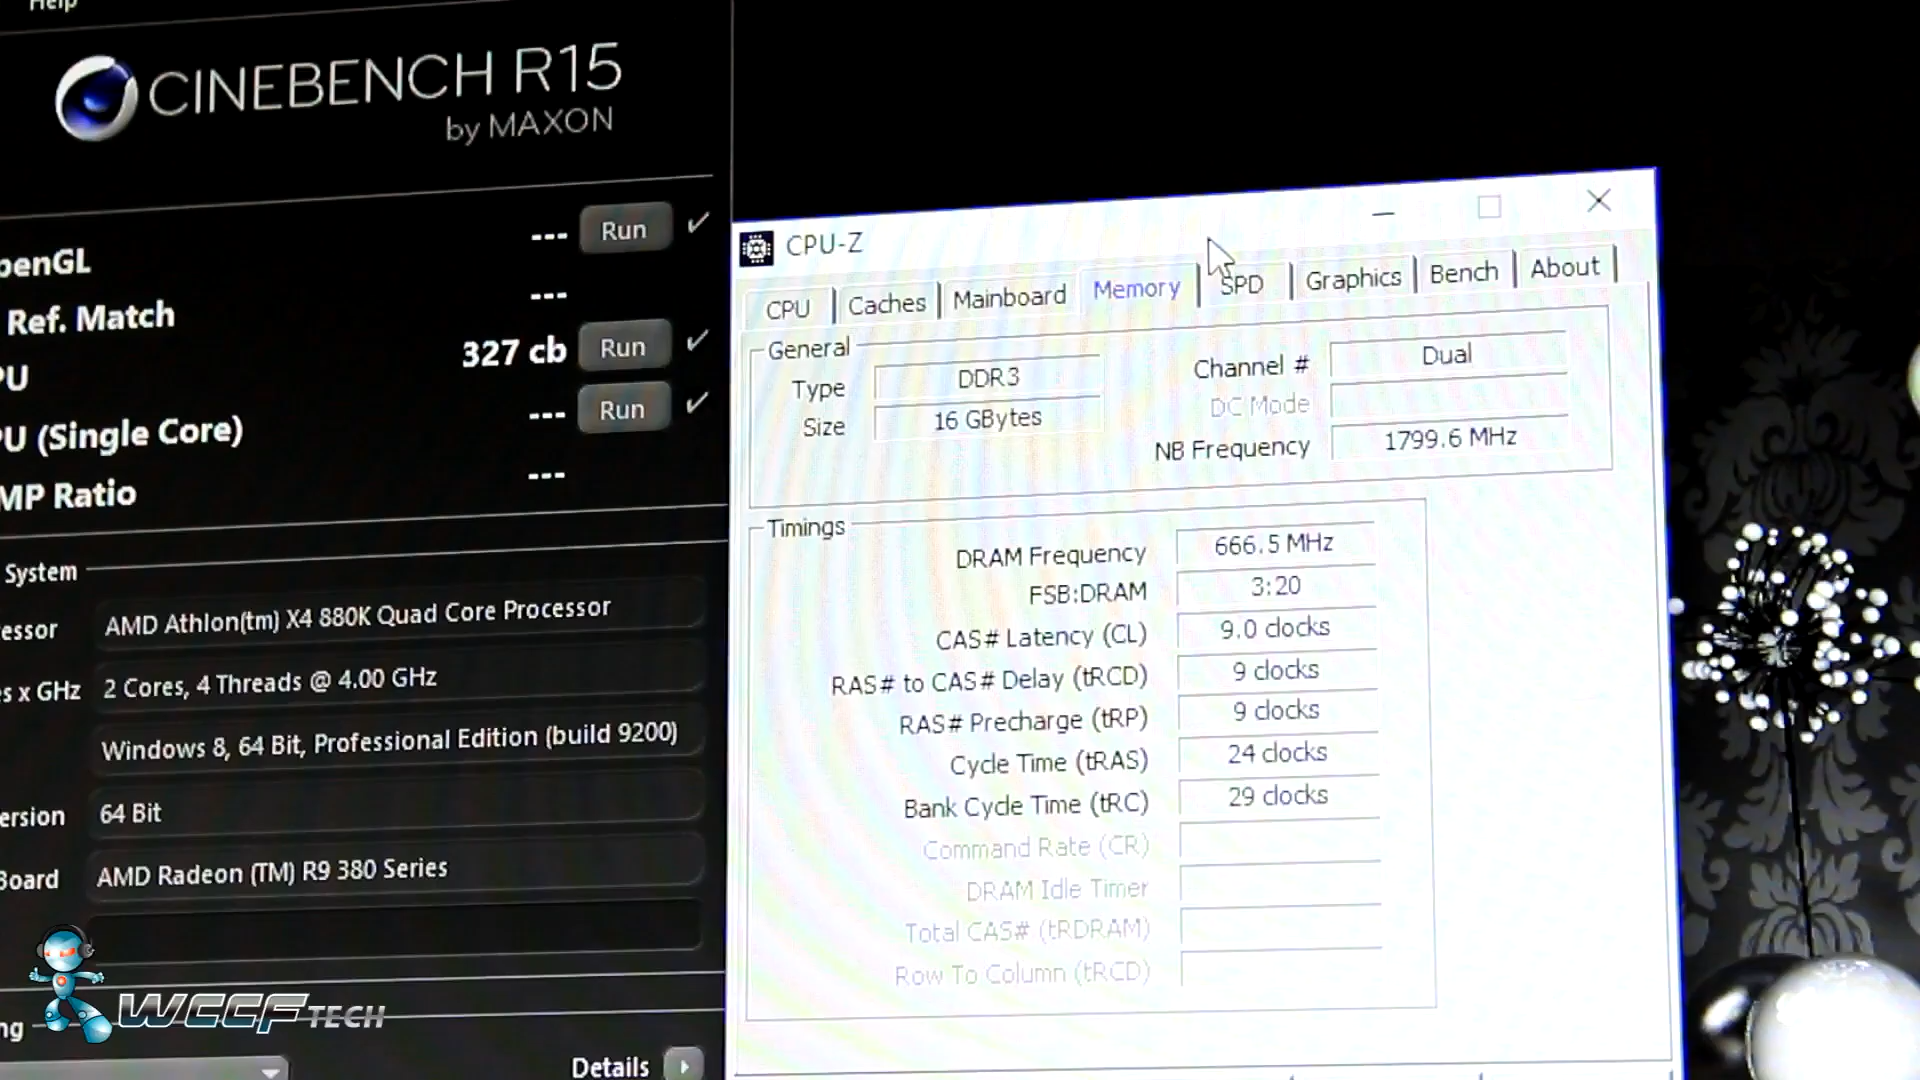 Help
CINEBENCH R15
by MAXON
penGL --- Run
Ref. Match ---
PU 327 cb Run
PU (Single Core) --- Run
MP Ratio ---
System
essor AMD Athlon(tm) X4 880K Quad Core Processor
es x GHz 2 Cores, 4 Threads @ 4.00 GHz
Windows 8, 64 Bit, Professional Edition (build 9200)
ersion 64 Bit
Board AMD Radeon (TM) R9 380 Series
WCCF TECH
ng
Details
CPU-Z
CPU Caches Mainboard Memory SPD Graphics Bench About
General
Type DDR3 Channel # Dual
Size 16 GBytes DC Mode
NB Frequency 1799.6 MHz
Timings
DRAM Frequency 666.5 MHz
FSB:DRAM 3:20
CAS# Latency (CL) 9.0 clocks
RAS# to CAS# Delay (tRCD) 9 clocks
RAS# Precharge (tRP) 9 clocks
Cycle Time (tRAS) 24 clocks
Bank Cycle Time (tRC) 29 clocks
Command Rate (CR)
DRAM Idle Timer
Total CAS# (tRDRAM)
Row To Column (tRCD)